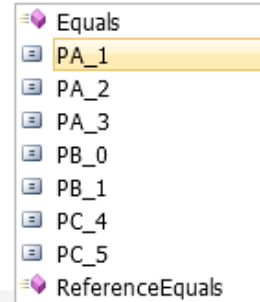 Equals
PA_1
PA_2
PA_3
PB_0
PB_1
PC_4
PC_5
ReferenceEquals